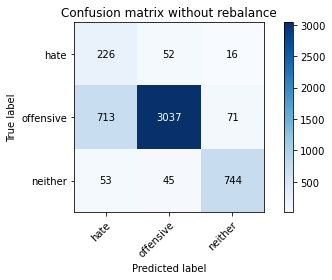 Confusion matrix without rebalance
True label
hate 226 52 16
offensive 713 3037 71
neither 53 45 744
hate offensive neither
Predicted label
3000
2500
2000
1500
1000
500